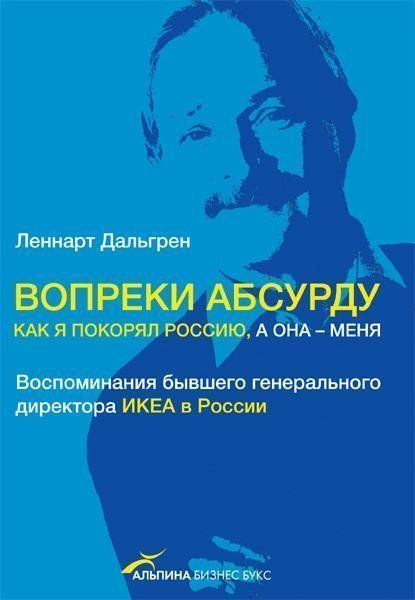 Леннарт Дальгрен
ВОПРЕКИ АБСУРДУ
КАК Я ПОКОРЯЛ РОССИЮ, А ОНА – МЕНЯ
Воспоминания бывшего генерального
директора ИКЕА в России
АЛЬПИНА БИЗНЕС БУКС